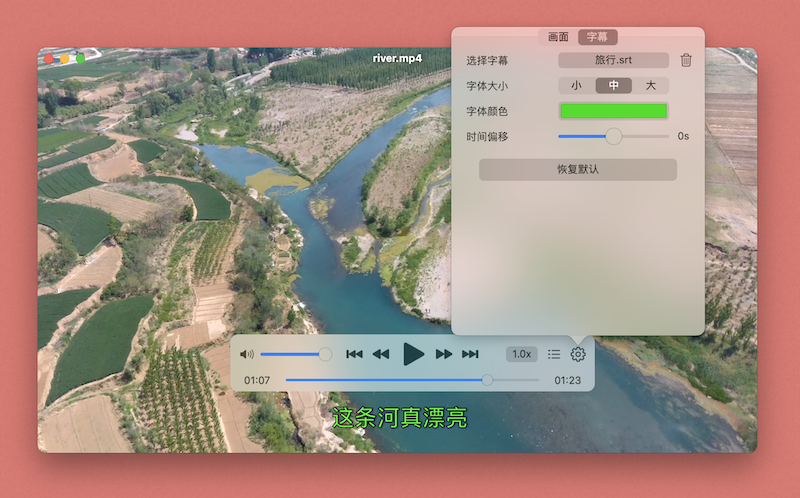 river.mp4
画面 字幕
选择字幕 旅行.srt
字体大小 小 中 大
字体颜色
时间偏移 0s
恢复默认
1.0x
01:07 01:23
这条河真漂亮